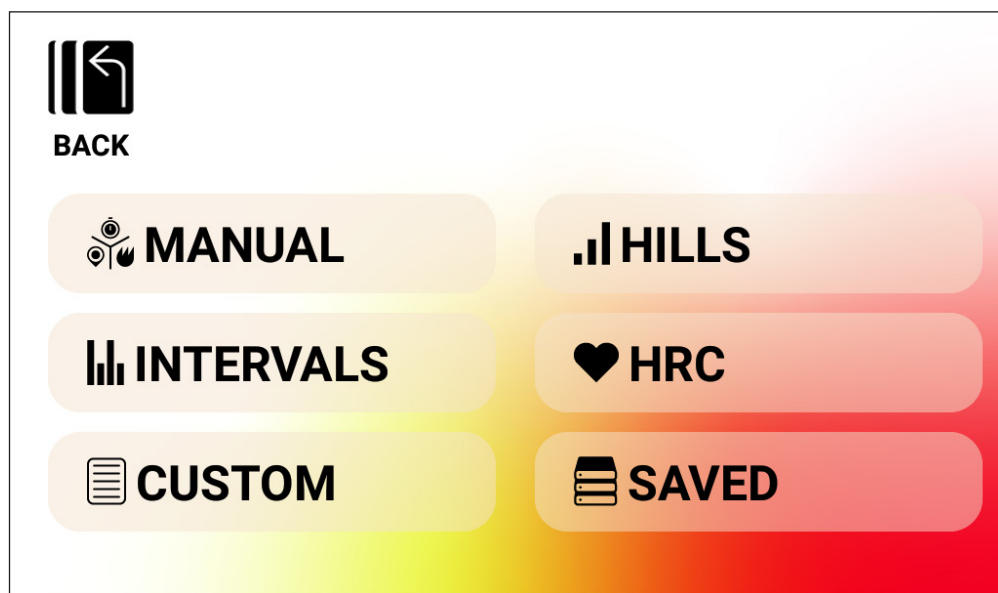 BACK
MANUAL
HILLS
INTERVALS
HRC
CUSTOM
SAVED